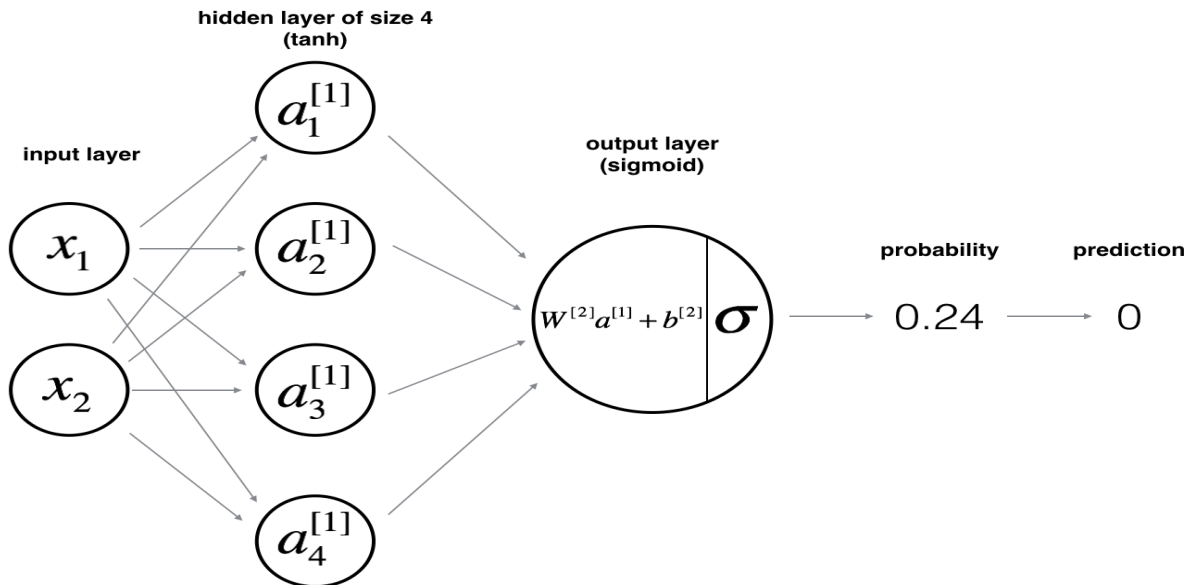 hidden layer of size 4
(tanh)
a₁^[1]
input layer
output layer
(sigmoid)
x₁
a₂^[1]
probability
prediction
W^[2]a^[1] + b^[2]
σ
0.24
0
x₂
a₃^[1]
a₄^[1]